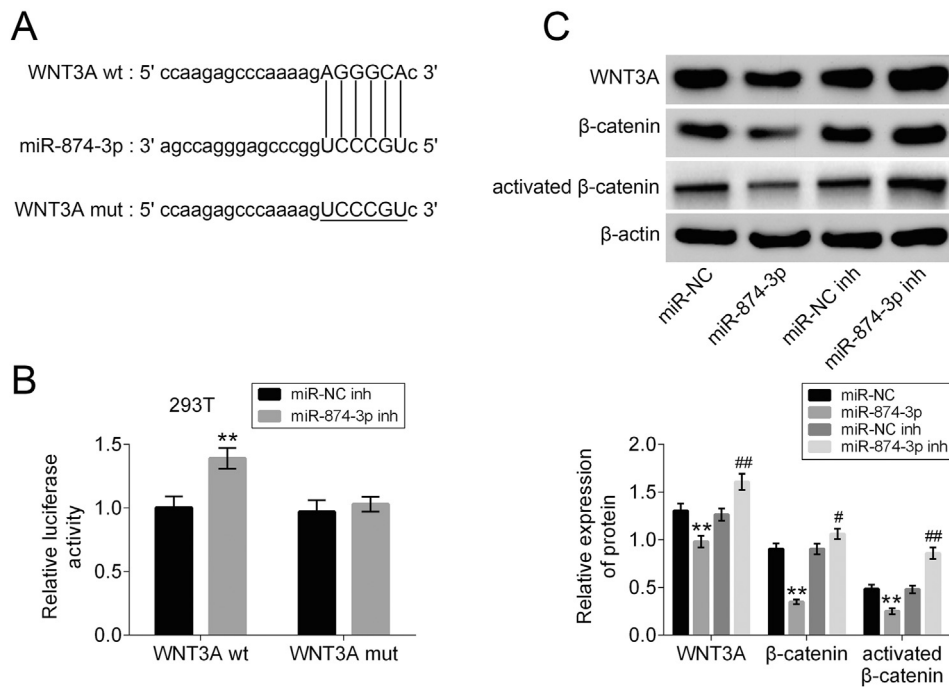 A
WNT3A wt : 5' ccaagagcccaaaagAGGGCAc 3'
miR-874-3p : 3' agccagggagcccggUCCCGUc 5'
WNT3A mut : 5' ccaagagcccaaaagUCCCGUc 3'
B
293T
miR-NC inh
miR-874-3p inh
Relative luciferase
activity
1.5
1.0
0.5
0.0
**
WNT3A wt
WNT3A mut
C
WNT3A
β-catenin
activated β-catenin
β-actin
miR-NC
miR-874-3p
miR-NC inh
miR-874-3p inh
miR-NC
miR-874-3p
miR-NC inh
miR-874-3p inh
Relative expression
of protein
2.0
1.5
1.0
0.5
0.0
**
##
**
#
**
##
WNT3A
β-catenin
activated
β-catenin